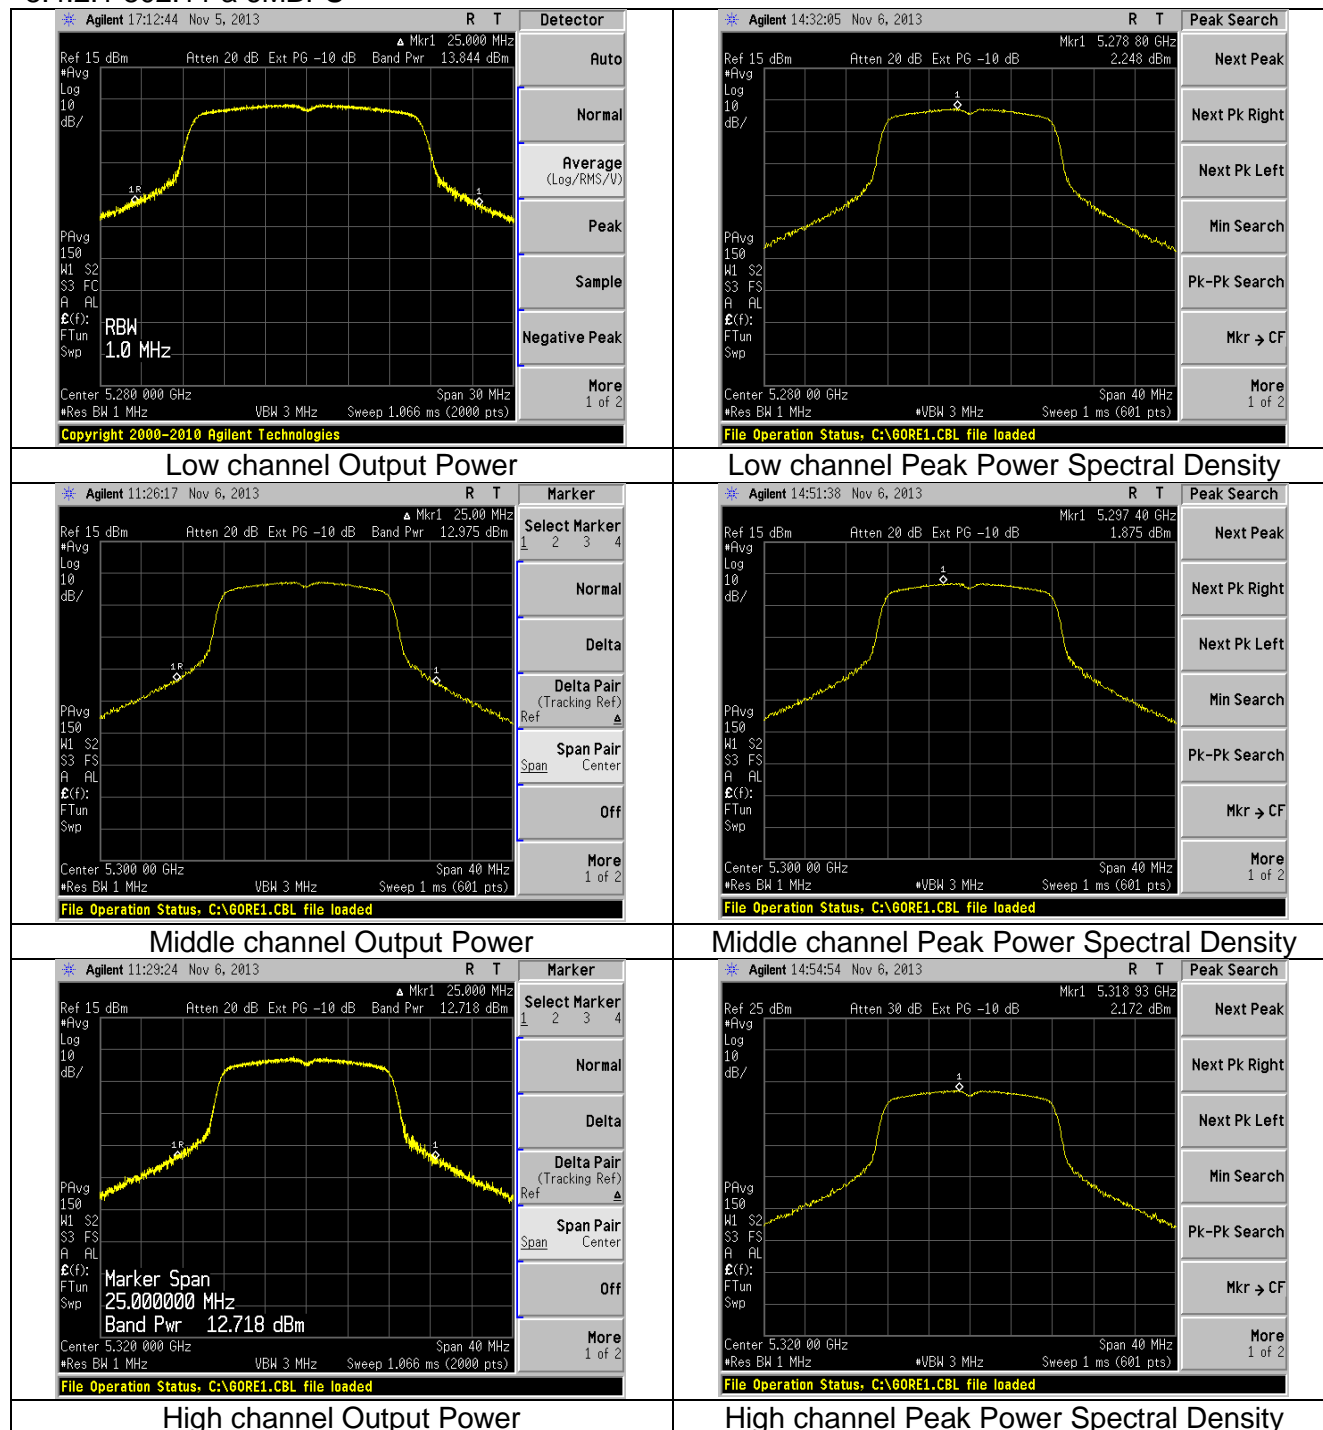 Agilent 17:12:44 Nov 5, 2013 R T Detector
Δ Mkr1 25.000 MHz
Ref 15 dBm Atten 20 dB Ext PG -10 dB Band Pwr 13.844 dBm
#Avg
Log
10
dB/
1R
1
PAvg
150
W1 S2
S3 FC
A AL
£(f):
FTun
Swp
RBW
1.0 MHz
Center 5.280 000 GHz Span 30 MHz
#Res BW 1 MHz VBW 3 MHz Sweep 1.066 ms (2000 pts)
Copyright 2000-2010 Agilent Technologies
Auto
Normal
Average
(Log/RMS/V)
Peak
Sample
Negative Peak
More
1 of 2
Low channel Output Power
Agilent 14:32:05 Nov 6, 2013 R T Peak Search
Mkr1 5.278 80 GHz
Ref 15 dBm Atten 20 dB Ext PG -10 dB 2.248 dBm
#Avg
Log
10
dB/
1
PAvg
150
W1 S2
S3 FS
A AL
£(f):
FTun
Swp
Center 5.280 00 GHz Span 40 MHz
#Res BW 1 MHz #VBW 3 MHz Sweep 1 ms (601 pts)
File Operation Status, C:\GORE1.CBL file loaded
Next Peak
Next Pk Right
Next Pk Left
Min Search
Pk-Pk Search
Mkr → CF
More
1 of 2
Low channel Peak Power Spectral Density
Agilent 11:26:17 Nov 6, 2013 R T Marker
Δ Mkr1 25.00 MHz
Ref 15 dBm Atten 20 dB Ext PG -10 dB Band Pwr 12.975 dBm
#Avg
Log
10
dB/
1R
1
PAvg
150
W1 S2
S3 FS
A AL
£(f):
FTun
Swp
Center 5.300 00 GHz Span 40 MHz
#Res BW 1 MHz VBW 3 MHz Sweep 1 ms (601 pts)
File Operation Status, C:\GORE1.CBL file loaded
Select Marker
1 2 3 4
Normal
Delta
Delta Pair
(Tracking Ref)
Ref Δ
Span Pair
Span Center
Off
More
1 of 2
Middle channel Output Power
Agilent 14:51:38 Nov 6, 2013 R T Peak Search
Mkr1 5.297 40 GHz
Ref 15 dBm Atten 20 dB Ext PG -10 dB 1.875 dBm
#Avg
Log
10
dB/
1
PAvg
150
W1 S2
S3 FS
A AL
£(f):
FTun
Swp
Center 5.300 00 GHz Span 40 MHz
#Res BW 1 MHz #VBW 3 MHz Sweep 1 ms (601 pts)
File Operation Status, C:\GORE1.CBL file loaded
Next Peak
Next Pk Right
Next Pk Left
Min Search
Pk-Pk Search
Mkr → CF
More
1 of 2
Middle channel Peak Power Spectral Density
Agilent 11:29:24 Nov 6, 2013 R T Marker
Δ Mkr1 25.000 MHz
Ref 15 dBm Atten 20 dB Ext PG -10 dB Band Pwr 12.718 dBm
#Avg
Log
10
dB/
1R
1
PAvg
150
W1 S2
S3 FS
A AL
£(f):
FTun
Swp
Marker Span
25.000000 MHz
Band Pwr 12.718 dBm
Center 5.320 000 GHz Span 40 MHz
#Res BW 1 MHz VBW 3 MHz Sweep 1.066 ms (2000 pts)
File Operation Status, C:\GORE1.CBL file loaded
Select Marker
1 2 3 4
Normal
Delta
Delta Pair
(Tracking Ref)
Ref Δ
Span Pair
Span Center
Off
More
1 of 2
High channel Output Power
Agilent 14:54:54 Nov 6, 2013 R T Peak Search
Mkr1 5.318 93 GHz
Ref 25 dBm Atten 30 dB Ext PG -10 dB 2.172 dBm
#Avg
Log
10
dB/
1
PAvg
150
W1 S2
S3 FS
A AL
£(f):
FTun
Swp
Center 5.320 00 GHz Span 40 MHz
#Res BW 1 MHz #VBW 3 MHz Sweep 1 ms (601 pts)
File Operation Status, C:\GORE1.CBL file loaded
Next Peak
Next Pk Right
Next Pk Left
Min Search
Pk-Pk Search
Mkr → CF
More
1 of 2
High channel Peak Power Spectral Density